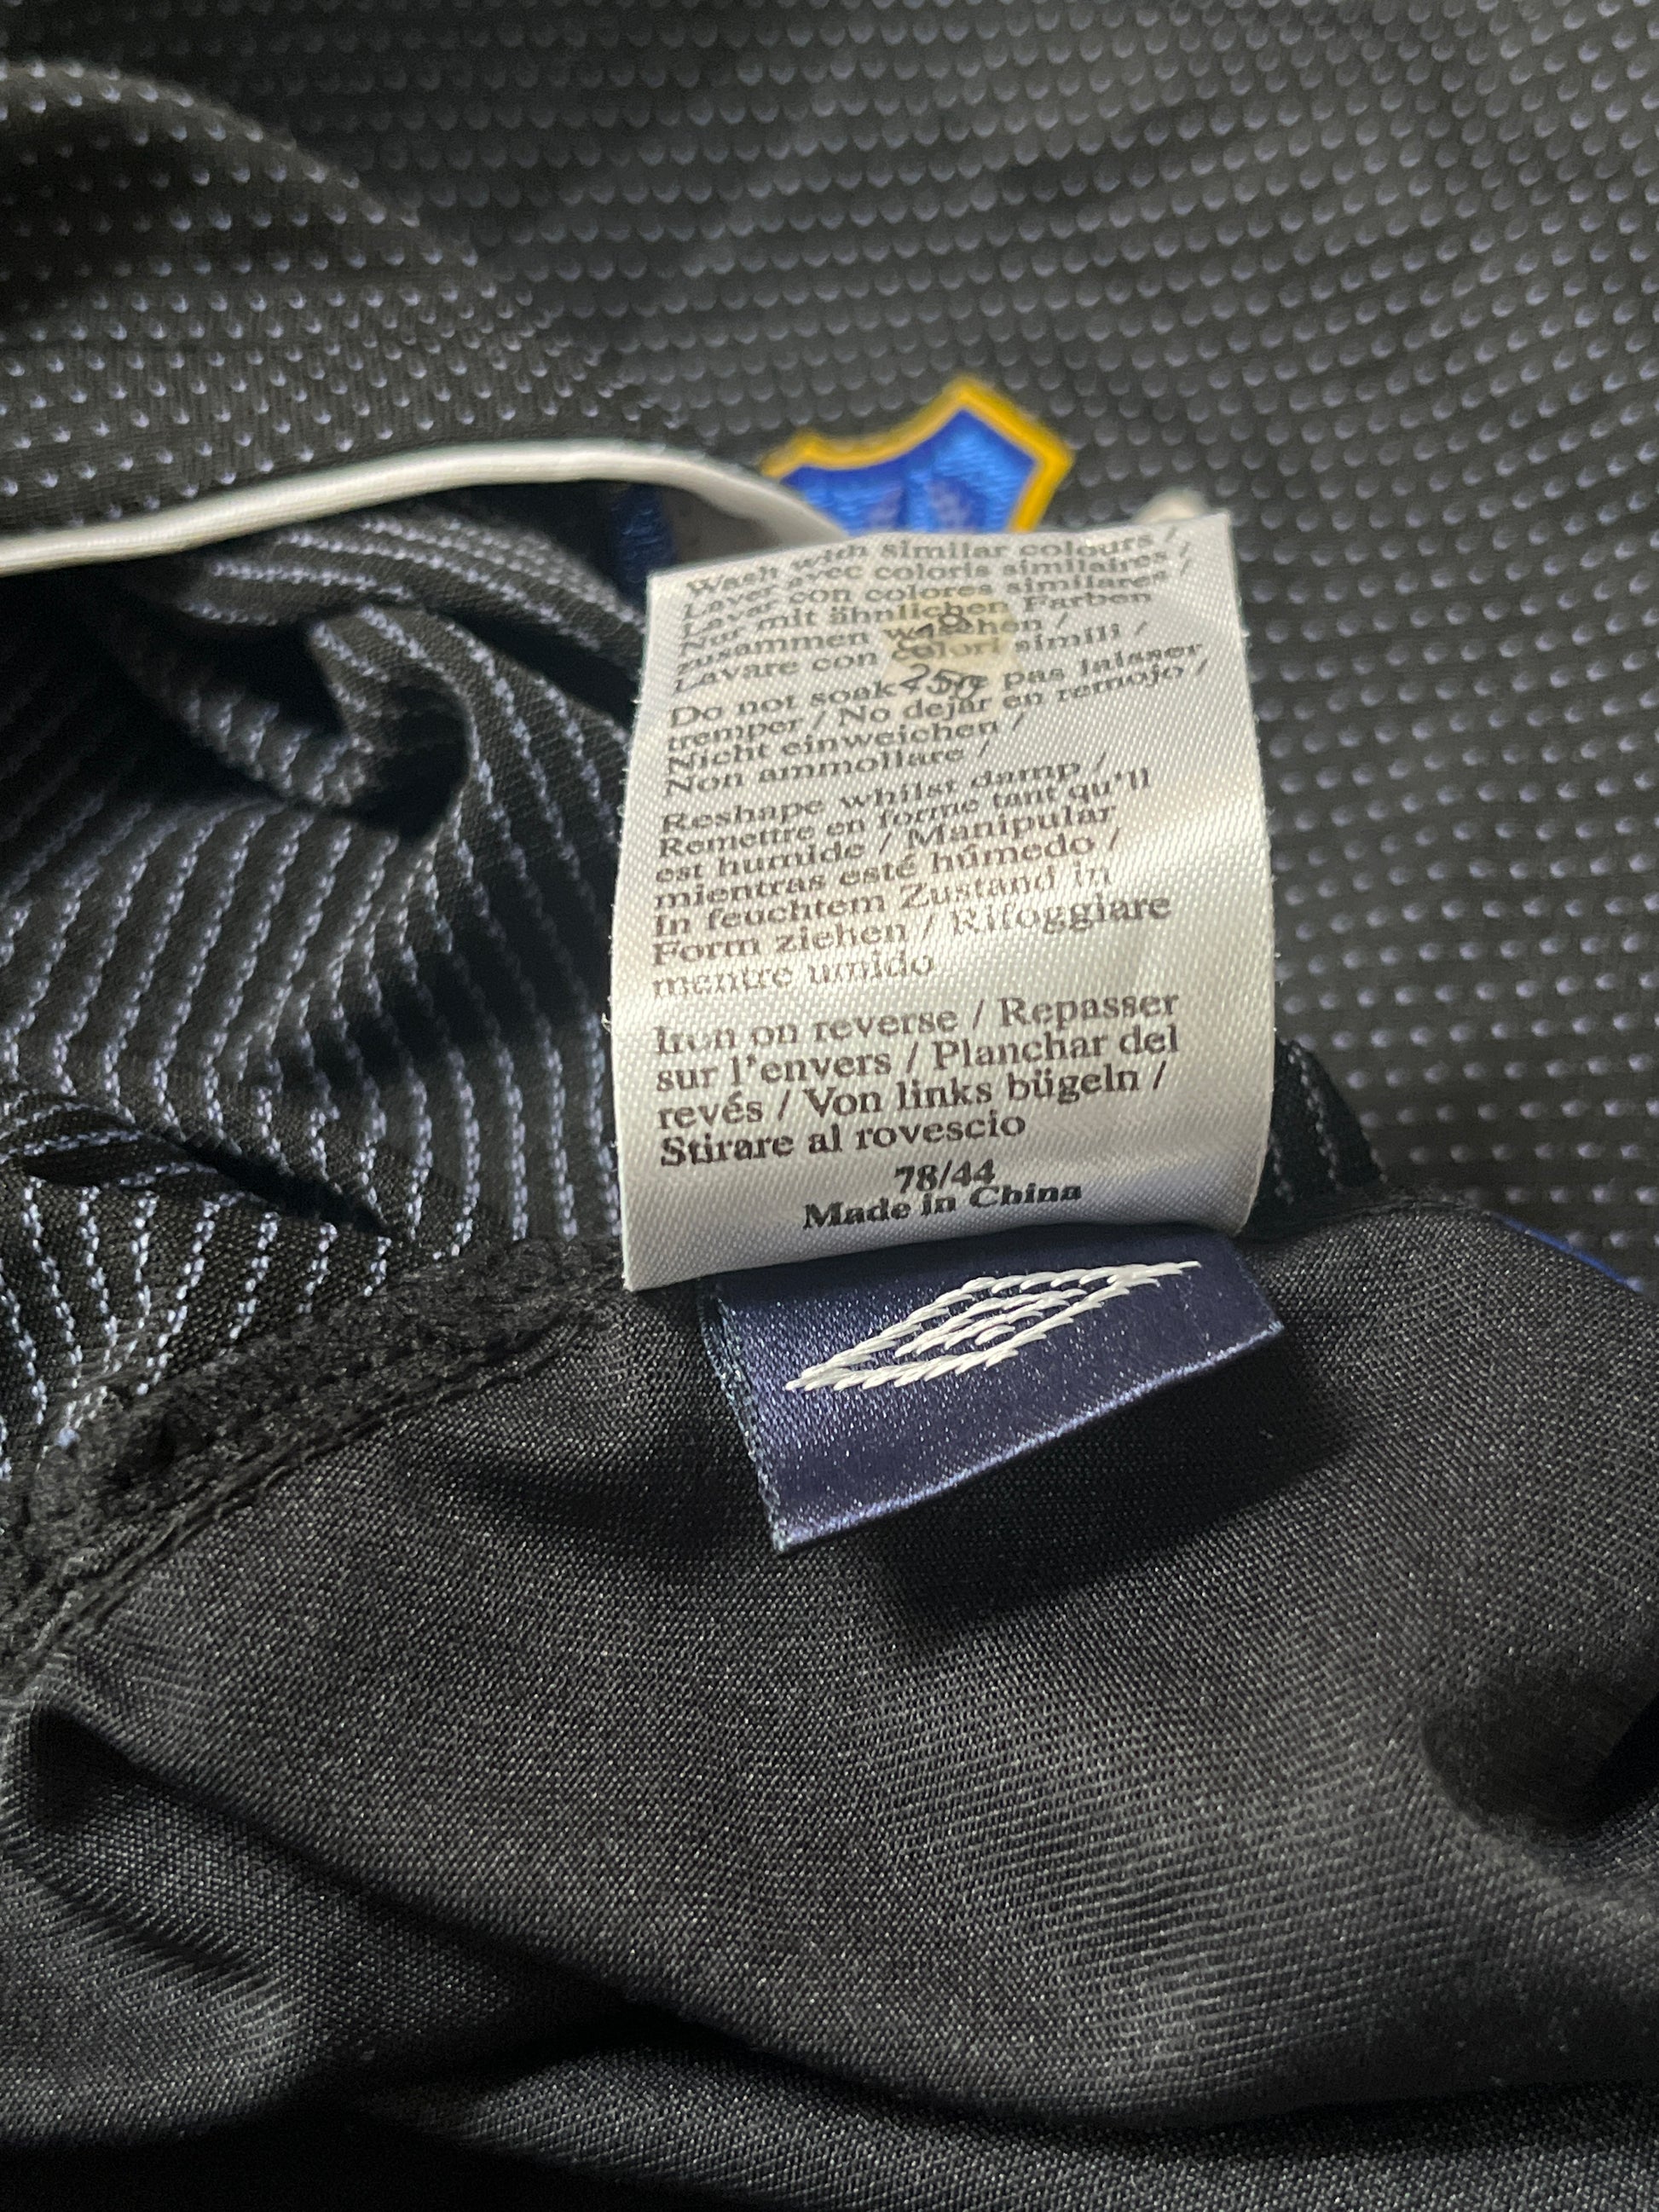 Wash with similar colours /
Laver avec coloris similaires /
Lavar con colores similares /
Nur mit ähnlichen Farben
zusammen waschen /
Lavare con colori simili /
Do not soak / Ne pas laisser
tremper / No dejar en remojo /
Nicht einweichen /
Non ammollare /
Reshape whilst damp /
Remettre en forme tant qu'il
est humide / Manipular
mientras esté húmedo /
In feuchtem Zustand in
Form ziehen / Rifoggiare
mentre umido
Iron on reverse / Repasser
sur l'envers / Planchar del
revés / Von links bügeln /
Stirare al rovescio
78/44
Made in China